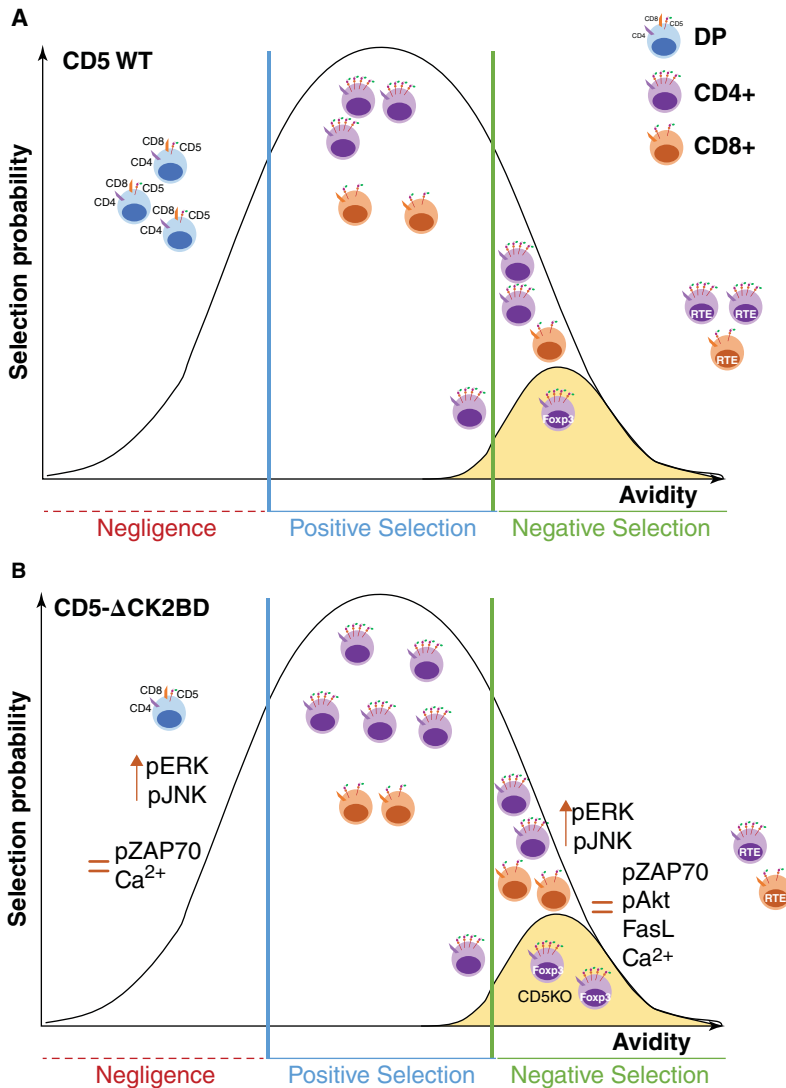 A
CD5 WT
CD8
CD5
CD4
DP
CD4+
CD8+
Selection probability
CD8
CD5
CD4
CD8
CD5
CD4
CD8
CD5
CD4
RTE
RTE
RTE
Foxp3
Avidity
Negligence
Positive Selection
Negative Selection
B
CD5-ΔCK2BD
Selection probability
CD8
CD5
CD4
pERK
pJNK
= pZAP70
Ca2+
pERK
pJNK
= pZAP70
pAkt
FasL
Ca2+
RTE
RTE
Foxp3
CD5KO
Foxp3
Avidity
Negligence
Positive Selection
Negative Selection